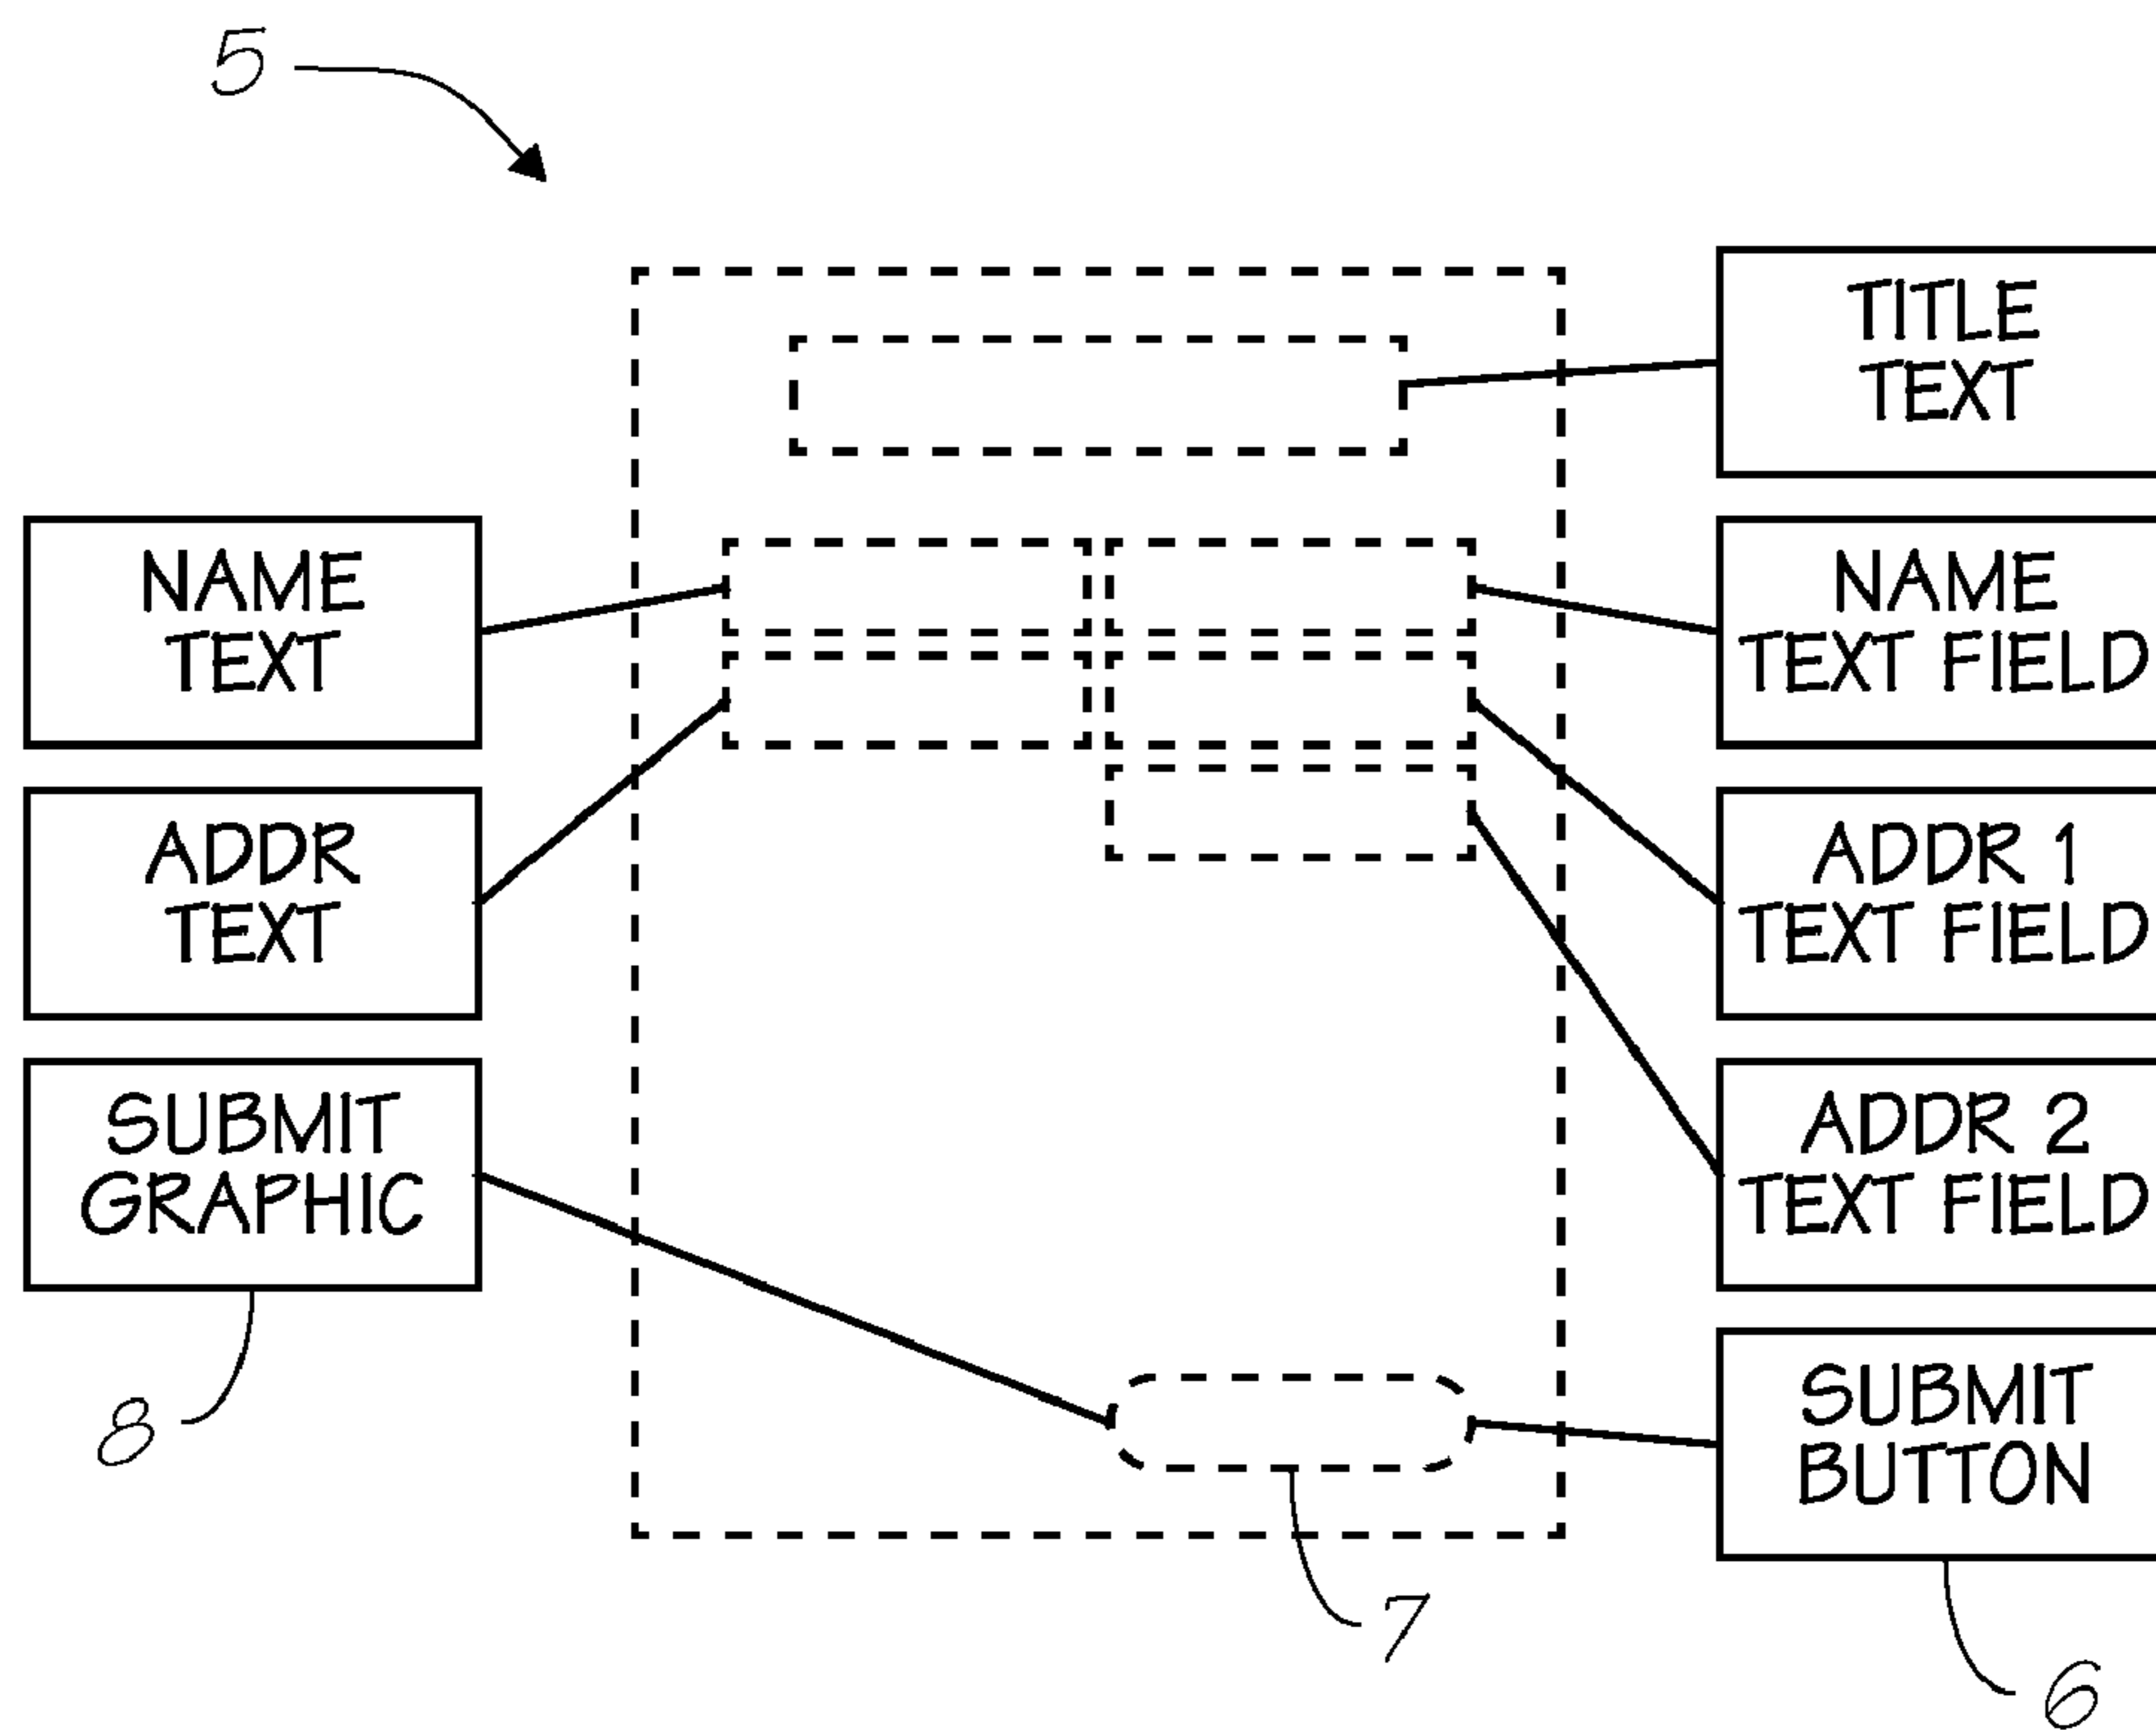 5
TITLE
TEXT
NAME
TEXT
NAME
TEXT FIELD
ADDR
TEXT
ADDR 1
TEXT FIELD
SUBMIT
GRAPHIC
ADDR 2
TEXT FIELD
SUBMIT
BUTTON
8
7
6